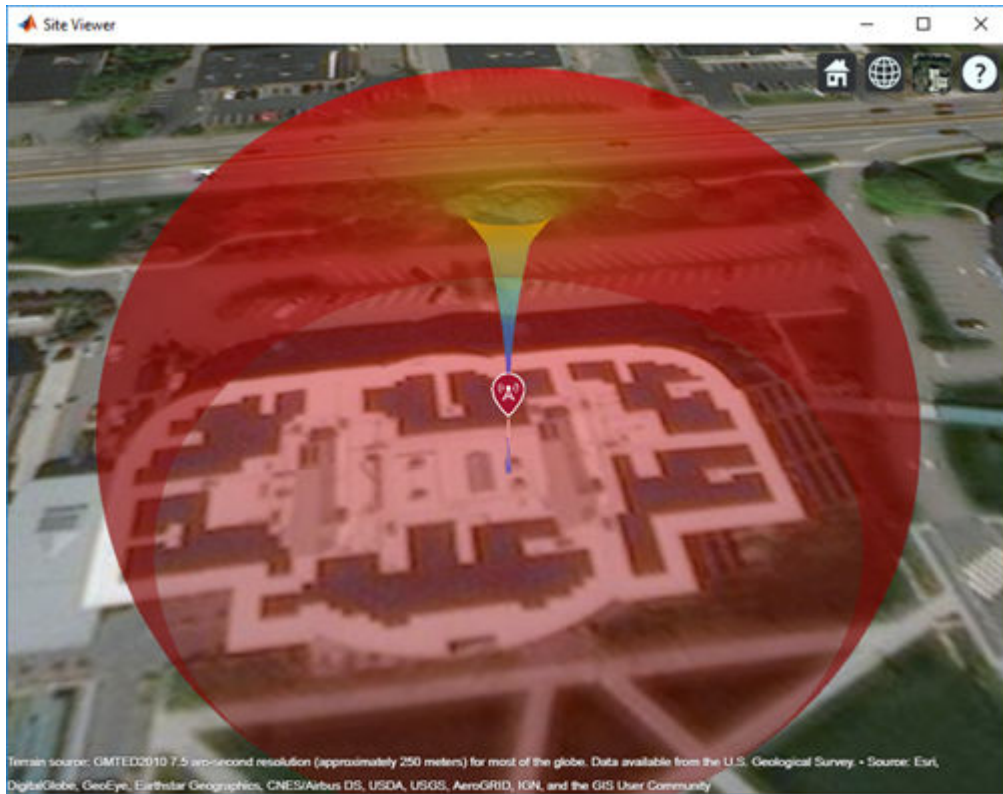 Site Viewer
?
Terrain source: GMTED2010 7.5 arc-second resolution (approximately 250 meters) for most of the globe. Data available from the U.S. Geological Survey. • Source: Esri,
DigitalGlobe, GeoEye, Earthstar Geographics, CNES/Airbus DS, USDA, USGS, AeroGRID, IGN, and the GIS User Community